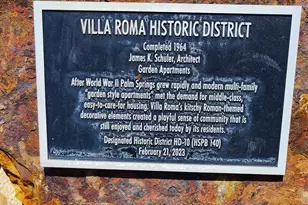 VILLA ROMA HISTORIC DISTRICT
Completed 1964
James K. Schuler, Architect
Garden Apartments
After World War II Palm Springs grew rapidly and modern multi-family
"garden style apartments" met the demand for middle-class,
easy-to-care-for housing. Villa Roma's kitschy Roman-themed
decorative elements created a playful sense of community that is
still enjoyed and cherished today by its residents.
Designated Historic District HD-10 (HSPB 140)
February 21, 2023